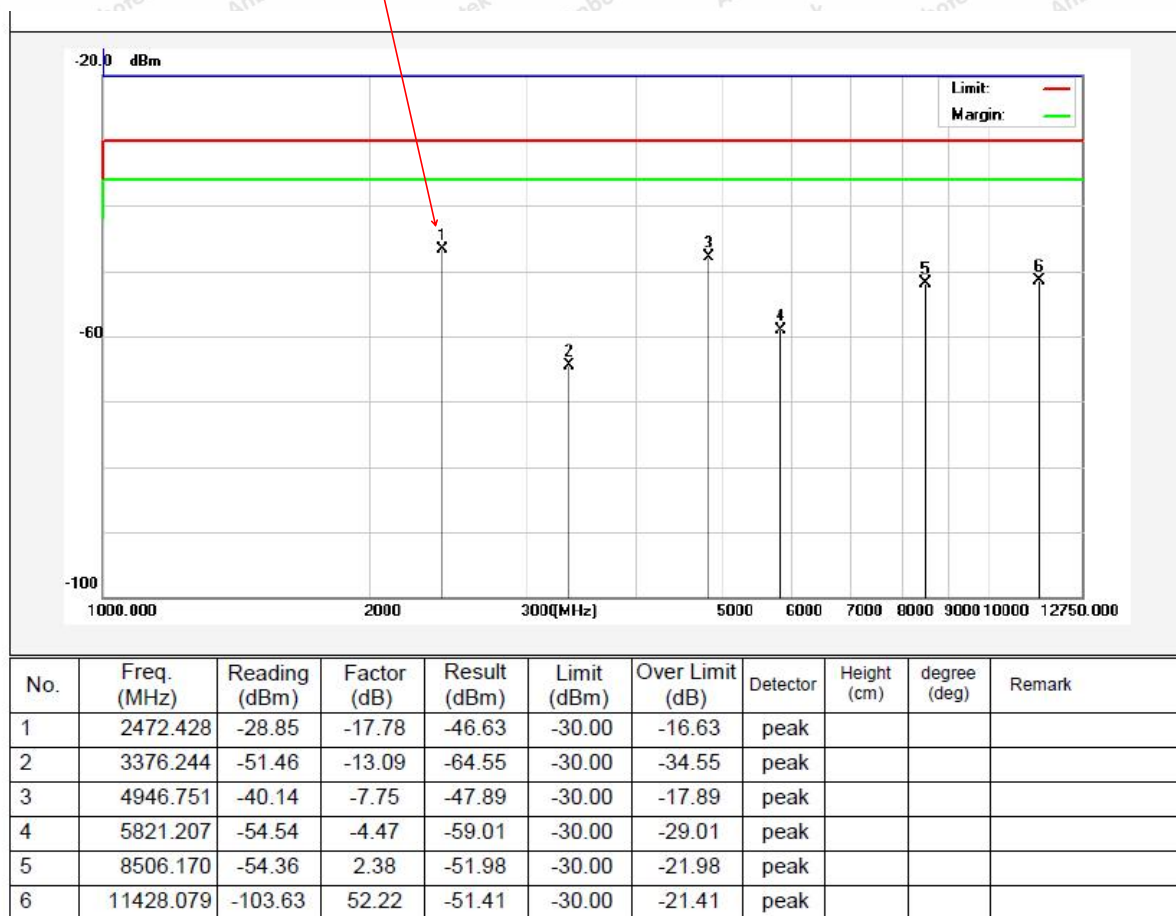 -20.0 dBm
Limit:
Margin:
1
3
5
6
4
-60
2
-100
1000.000 2000 3000 [MHz] 5000 6000 7000 8000 9000 10000 12750.000
No. Freq. (MHz) Reading (dBm) Factor (dB) Result (dBm) Limit (dBm) Over Limit (dB) Detector Height (cm) degree (deg) Remark
1 2472.428 -28.85 -17.78 -46.63 -30.00 -16.63 peak
2 3376.244 -51.46 -13.09 -64.55 -30.00 -34.55 peak
3 4946.751 -40.14 -7.75 -47.89 -30.00 -17.89 peak
4 5821.207 -54.54 -4.47 -59.01 -30.00 -29.01 peak
5 8506.170 -54.36 2.38 -51.98 -30.00 -21.98 peak
6 11428.079 -103.63 52.22 -51.41 -30.00 -21.41 peak